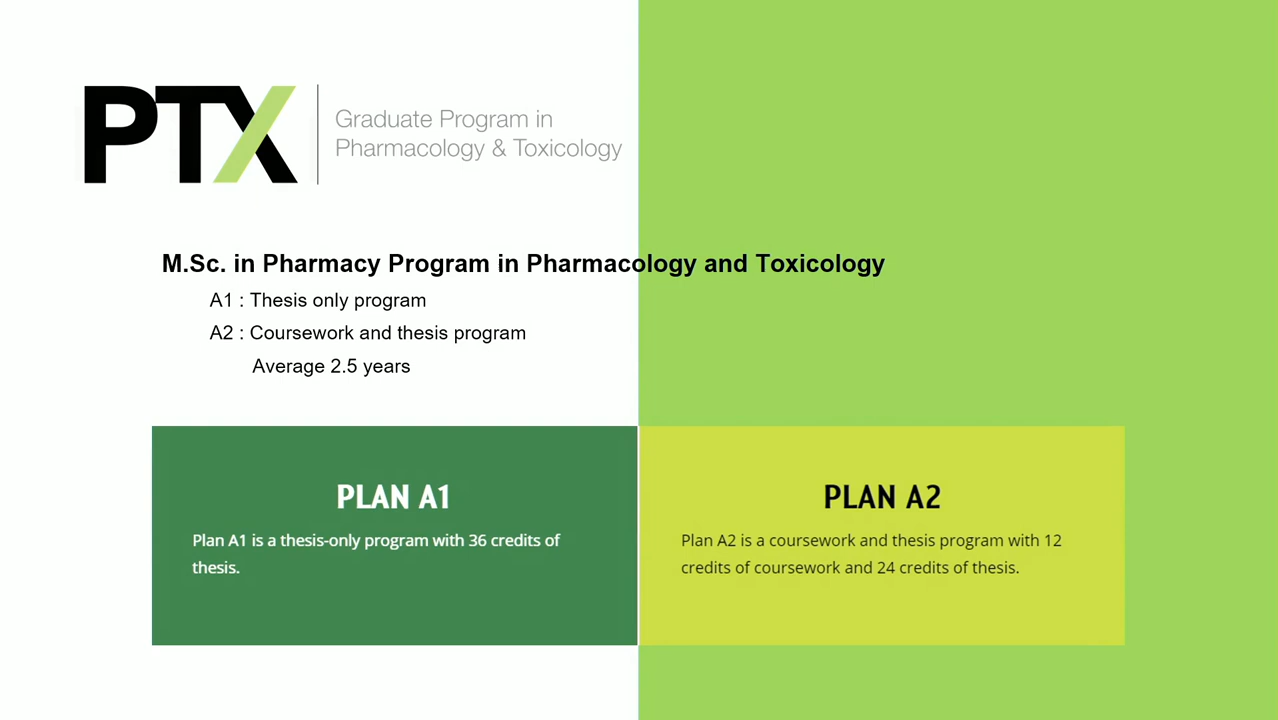 PTX
Graduate Program in
Pharmacology & Toxicology
M.Sc. in Pharmacy Program in Pharmacology and Toxicology
A1 : Thesis only program
A2 : Coursework and thesis program
Average 2.5 years
PLAN A1
Plan A1 is a thesis-only program with 36 credits of
thesis.
PLAN A2
Plan A2 is a coursework and thesis program with 12
credits of coursework and 24 credits of thesis.